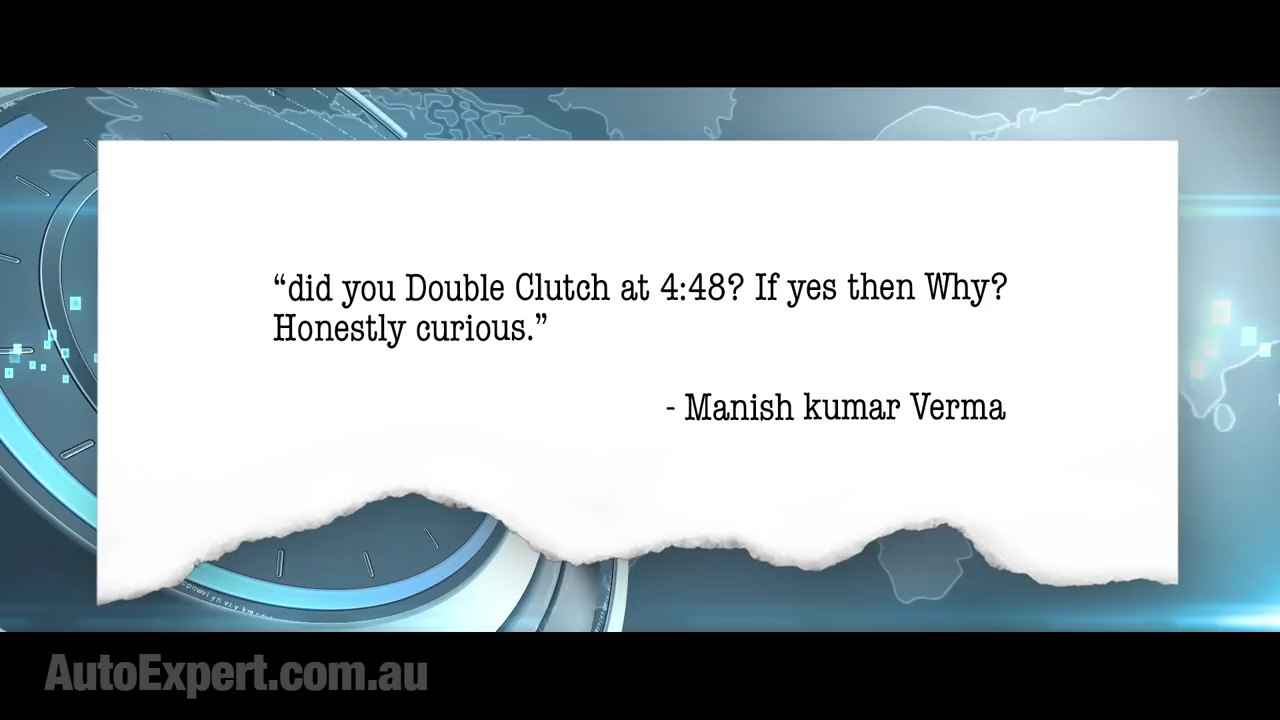 “did you Double Clutch at 4:48? If yes then Why?
Honestly curious.”
- Manish kumar Verma
AutoExpert.com.au